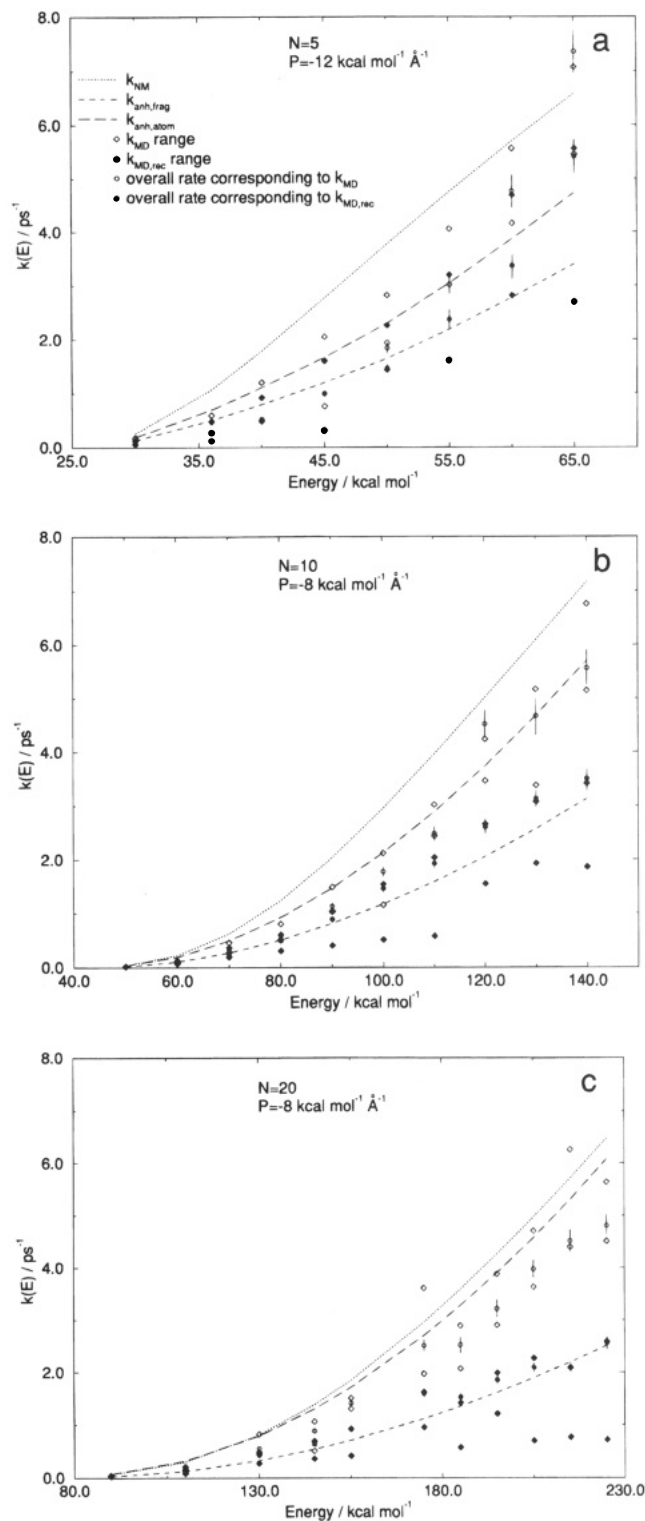 8.0
a
N=5
P=-12 kcal mol⁻¹ Å⁻¹
k_NM
k_anh,frag
k_anh,atom
k_MD range
k_MD,rec range
overall rate corresponding to k_MD
overall rate corresponding to k_MD,rec
6.0
4.0
2.0
0.0
k(E) / ps⁻¹
25.0 35.0 45.0 55.0 65.0
Energy / kcal mol⁻¹
8.0
b
N=10
P=-8 kcal mol⁻¹ Å⁻¹
6.0
4.0
2.0
0.0
k(E) / ps⁻¹
40.0 60.0 80.0 100.0 120.0 140.0
Energy / kcal mol⁻¹
8.0
c
N=20
P=-8 kcal mol⁻¹ Å⁻¹
6.0
4.0
2.0
0.0
k(E) / ps⁻¹
80.0 130.0 180.0 230.0
Energy / kcal mol⁻¹